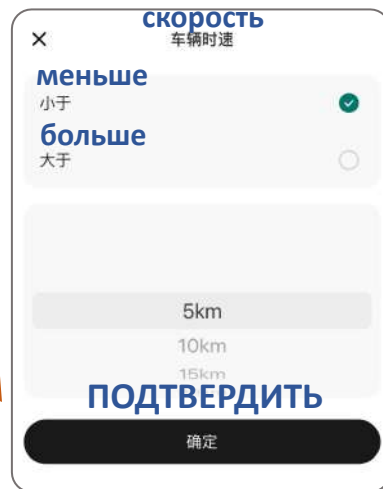 скорость
车辆时速
меньше
小于
больше
大于
5km
10km
15km
ПОДТВЕРДИТЬ
确定